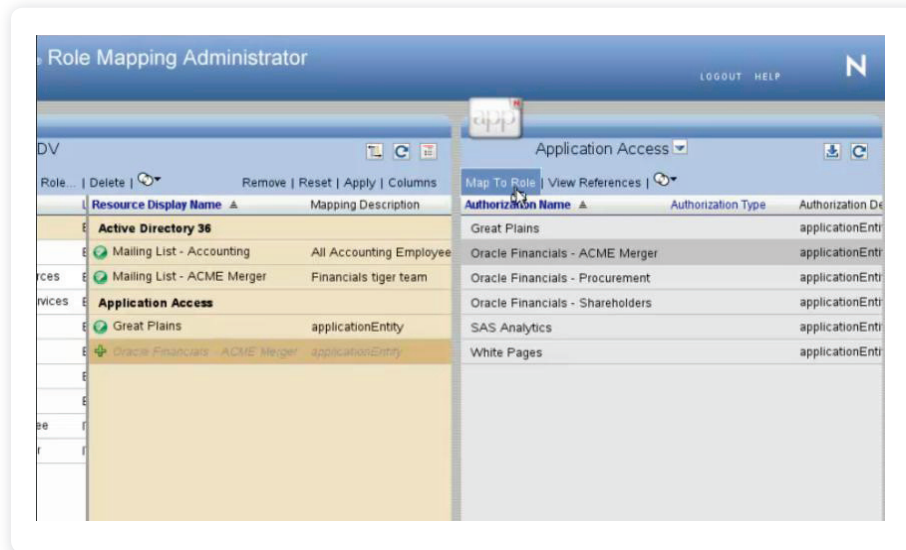 Role Mapping Administrator
LOGOUT HELP
N
app
DV
Application Access
Role... | Delete |
Remove | Reset | Apply | Columns
Map To Role | View References |
Resource Display Name
Mapping Description
Authorization Name
Authorization Type
Authorization De
Active Directory 36
Great Plains
applicationEnti
Mailing List - Accounting
All Accounting Employee
Oracle Financials - ACME Merger
applicationEnti
rces
Mailing List - ACME Merger
Financials tiger team
Oracle Financials - Procurement
applicationEnti
rvices
Application Access
Oracle Financials - Shareholders
applicationEnti
Great Plains
applicationEntity
SAS Analytics
applicationEnti
Oracle Financials - ACME Merger
applicationEntity
White Pages
applicationEnti
ee
r